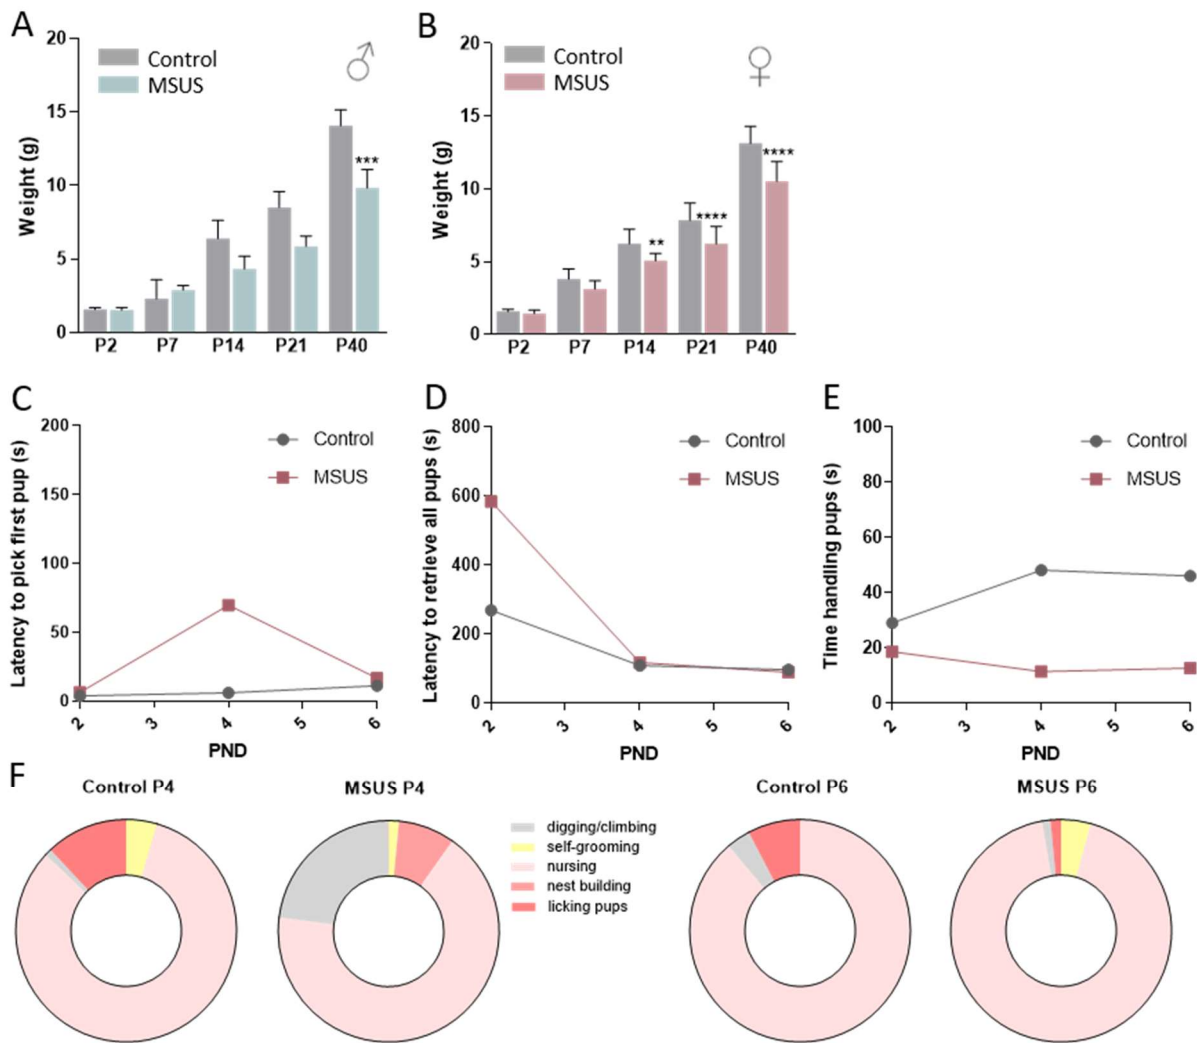 A
B
20
15
10
5
0
Weight (g)
Control
MSUS
♂
***
P2 P7 P14 P21 P40
20
15
10
5
0
Weight (g)
Control
MSUS
♀
**
****
****
P2 P7 P14 P21 P40
C
D
E
200
150
100
50
0
Latency to pick first pup (s)
Control
MSUS
2 3 4 5 6
PND
800
600
400
200
0
Latency to retrieve all pups (s)
Control
MSUS
2 3 4 5 6
PND
100
80
60
40
20
0
Time handling pups (s)
Control
MSUS
2 3 4 5 6
PND
F
Control P4
MSUS P4
digging/climbing
self-grooming
nursing
nest building
licking pups
Control P6
MSUS P6